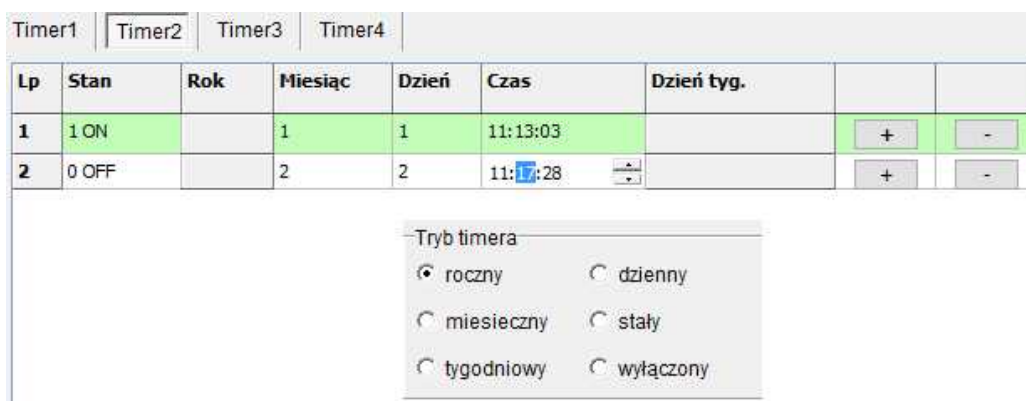 Timer1 Timer2 Timer3 Timer4
Lp Stan Rok Miesiąc Dzień Czas Dzień tyg.
1 1 ON 1 1 11:13:03 + -
2 0 OFF 2 2 11:17:28 + -
Tryb timera
roczny dzienny
miesieczny stały
tygodniowy wyłączony